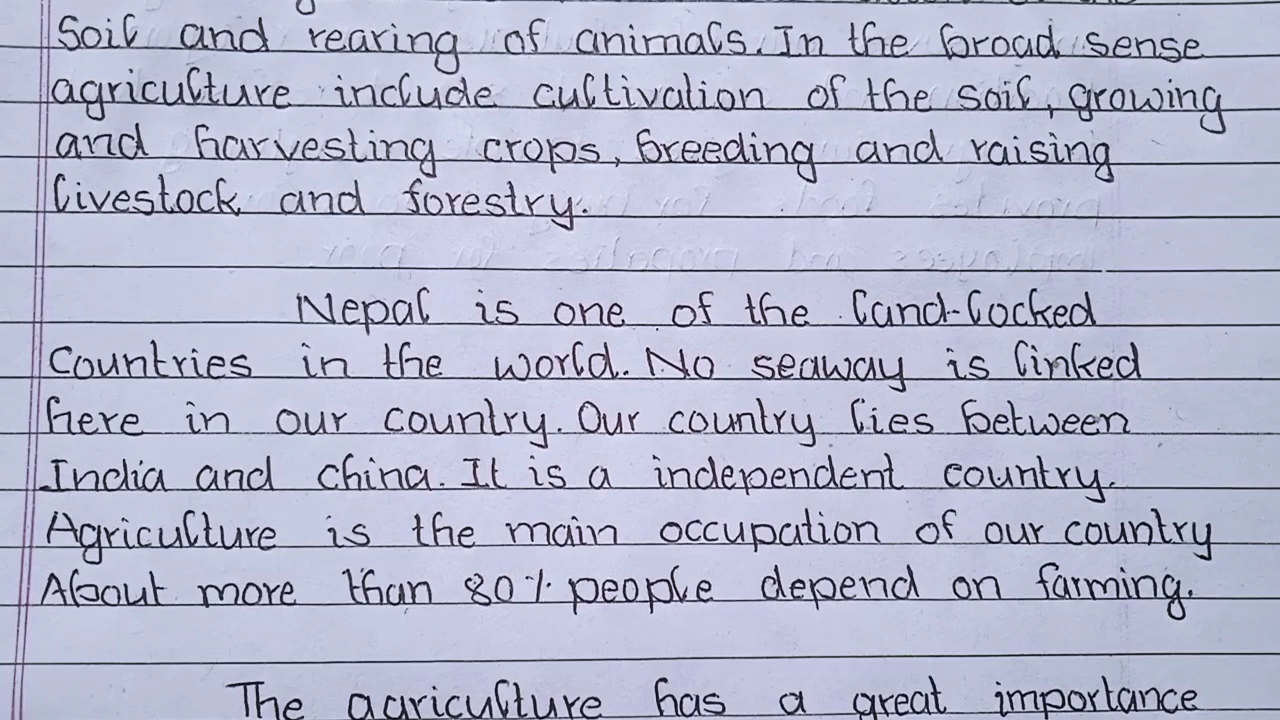 Soil and rearing of animals. In the broad sense
agriculture include cultivation of the soil, growing
and harvesting crops, breeding and raising
livestock and forestry.
Nepal is one of the land-locked
Countries in the world. No seaway is linked
here in our country. Our country lies between
India and china. It is a independent country.
Agriculture is the main occupation of our country
About more than 80% people depend on farming.
The agriculture has a great importance